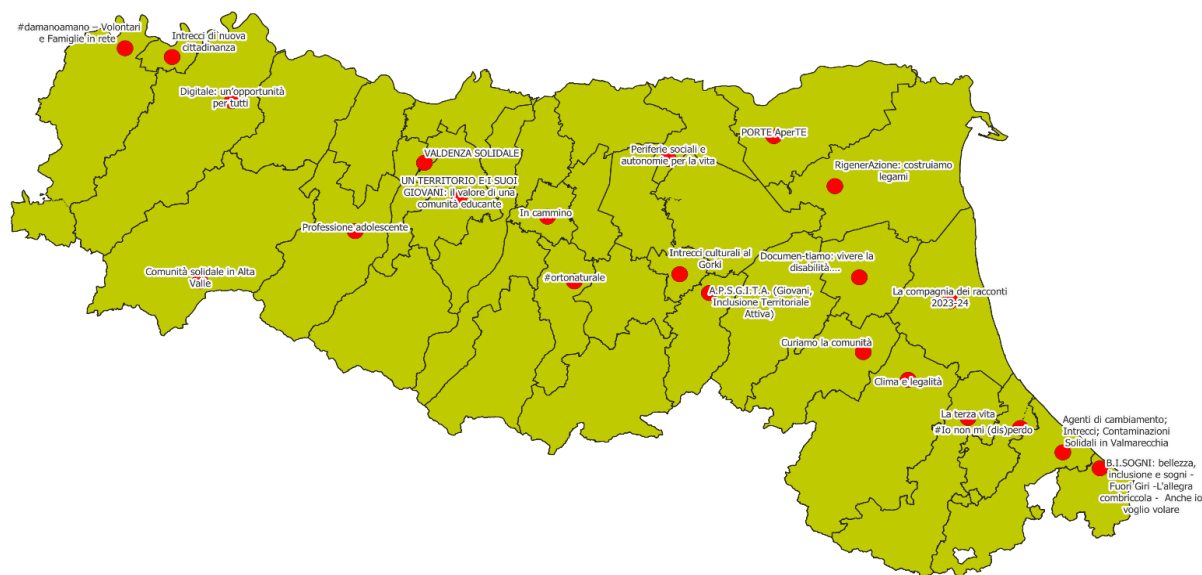 #damanoamano – Volontari
e Famiglie in rete
Intrecci di nuova
cittadinanza
Digitale: un'opportunità
per tutti
PORTE AperTE
VALDENZA SOLIDALE
Periferie sociali e
autonomie per la vita
RigenerAzione: costruiamo
legami
UN TERRITORIO E I SUOI
GIOVANI: il valore di una
comunità educante
In cammino
Professione adolescente
Intrecci culturali al
Gorki
Documen-tiamo: vivere la
disabilità....
Comunità solidale in Alta
Valle
#ortonaturale
A.P.S.G.I.T.A. (Giovani,
Inclusione Territoriale
Attiva)
La compagnia dei racconti
2023-24
Curiamo la comunità
Clima e legalità
La terza vita
#Io non mi (dis)perdo
Agenti di cambiamento;
Intrecci; Contaminazioni
Solidali in Valmarecchia
B.I.SOGNI: bellezza,
inclusione e sogni -
Fuori Giri -L'allegra
combriccola - Anche io
voglio volare